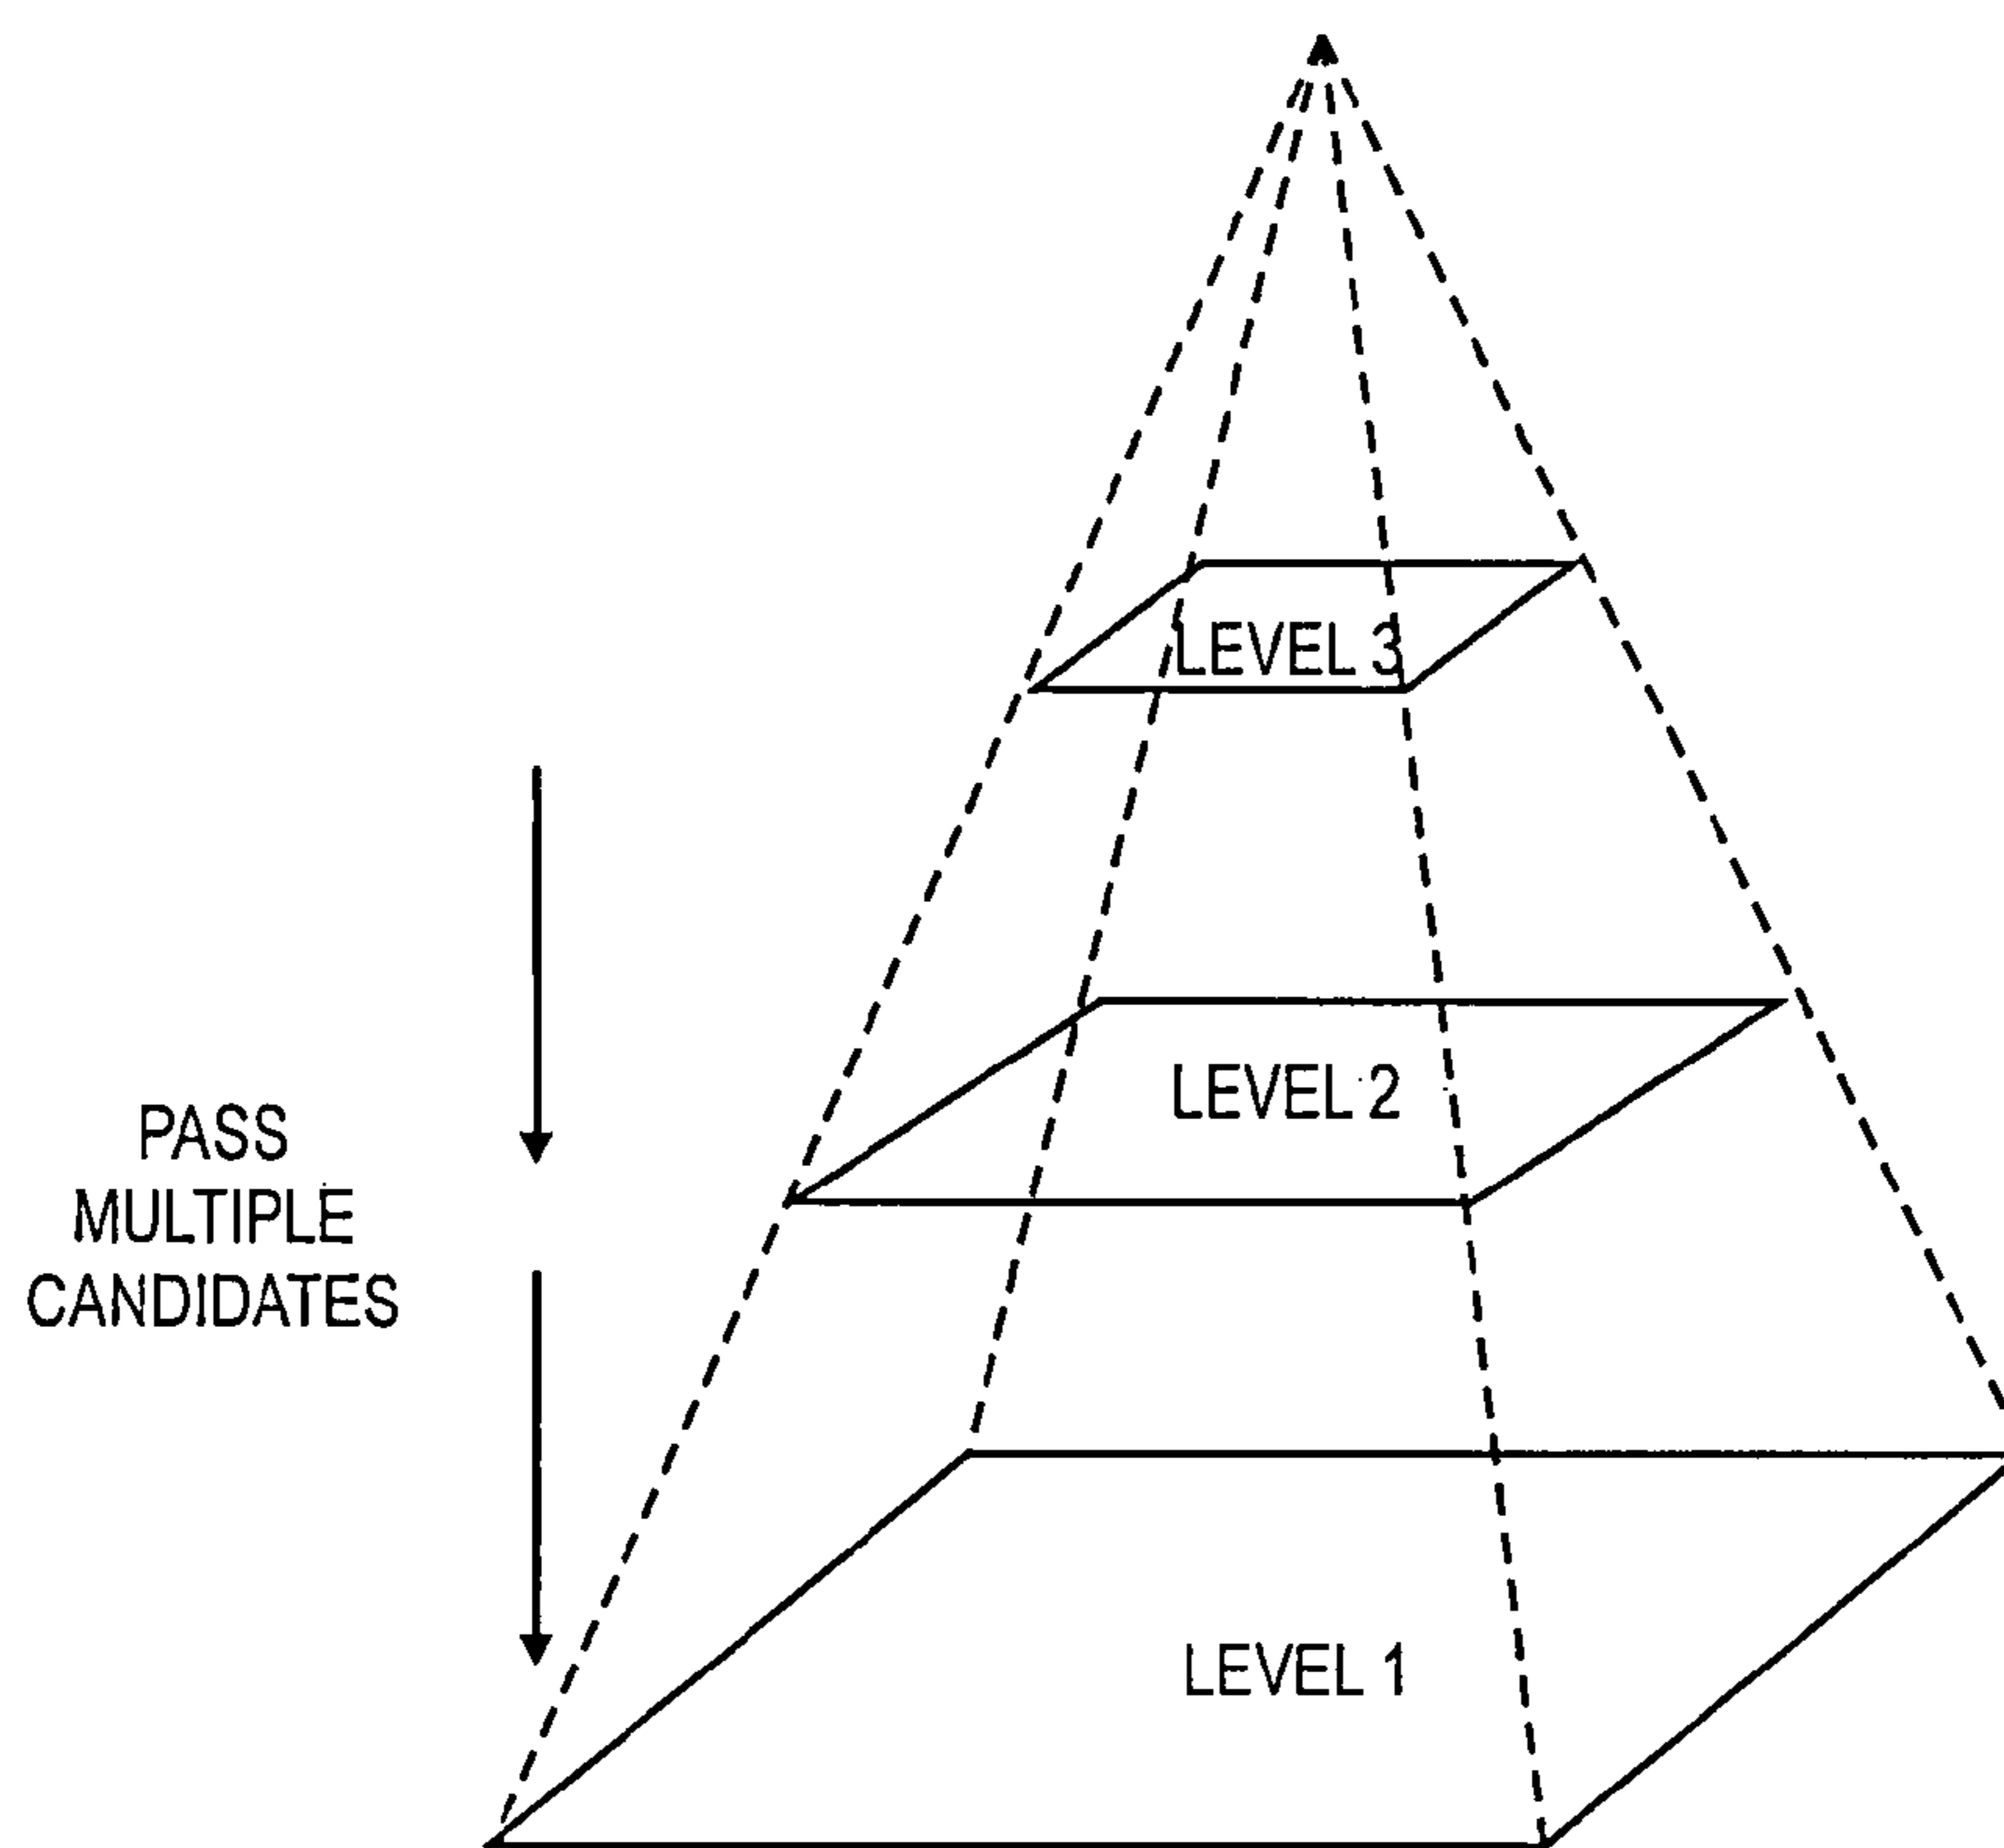 LEVEL 3
LEVEL 2
PASS
MULTIPLE
CANDIDATES
LEVEL 1